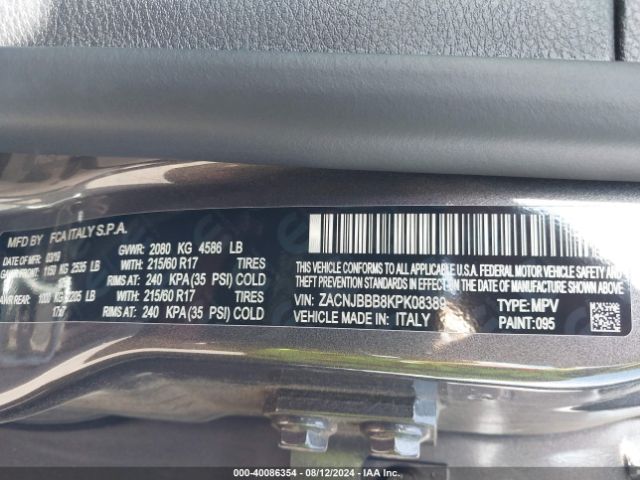 MFD BY FCA ITALY S.P.A.
DATE OF MFR 03/19 GVWR: 2080 KG 4586 LB
GAWR FRONT: 1150 KG 2535 LB WITH: 215/60 R17 TIRES
17x7 RIMS AT: 240 KPA (35 PSI) COLD
GAWR REAR: 1000 KG 2205 LB WITH: 215/60 R17 TIRES
17x7 RIMS AT: 240 KPA (35 PSI) COLD
THIS VEHICLE CONFORMS TO ALL APPLICABLE U.S.FEDERAL MOTOR VEHICLE SAFETY, BUMPER, AND
THEFT PREVENTION STANDARDS IN EFFECT ON THE DATE OF MANUFACTURE SHOWN ABOVE.
VIN: ZACNJBBB8KPK08389 TYPE: MPV
VEHICLE MADE IN: ITALY PAINT: 095
000-40086354 - 08/12/2024 - IAA Inc.